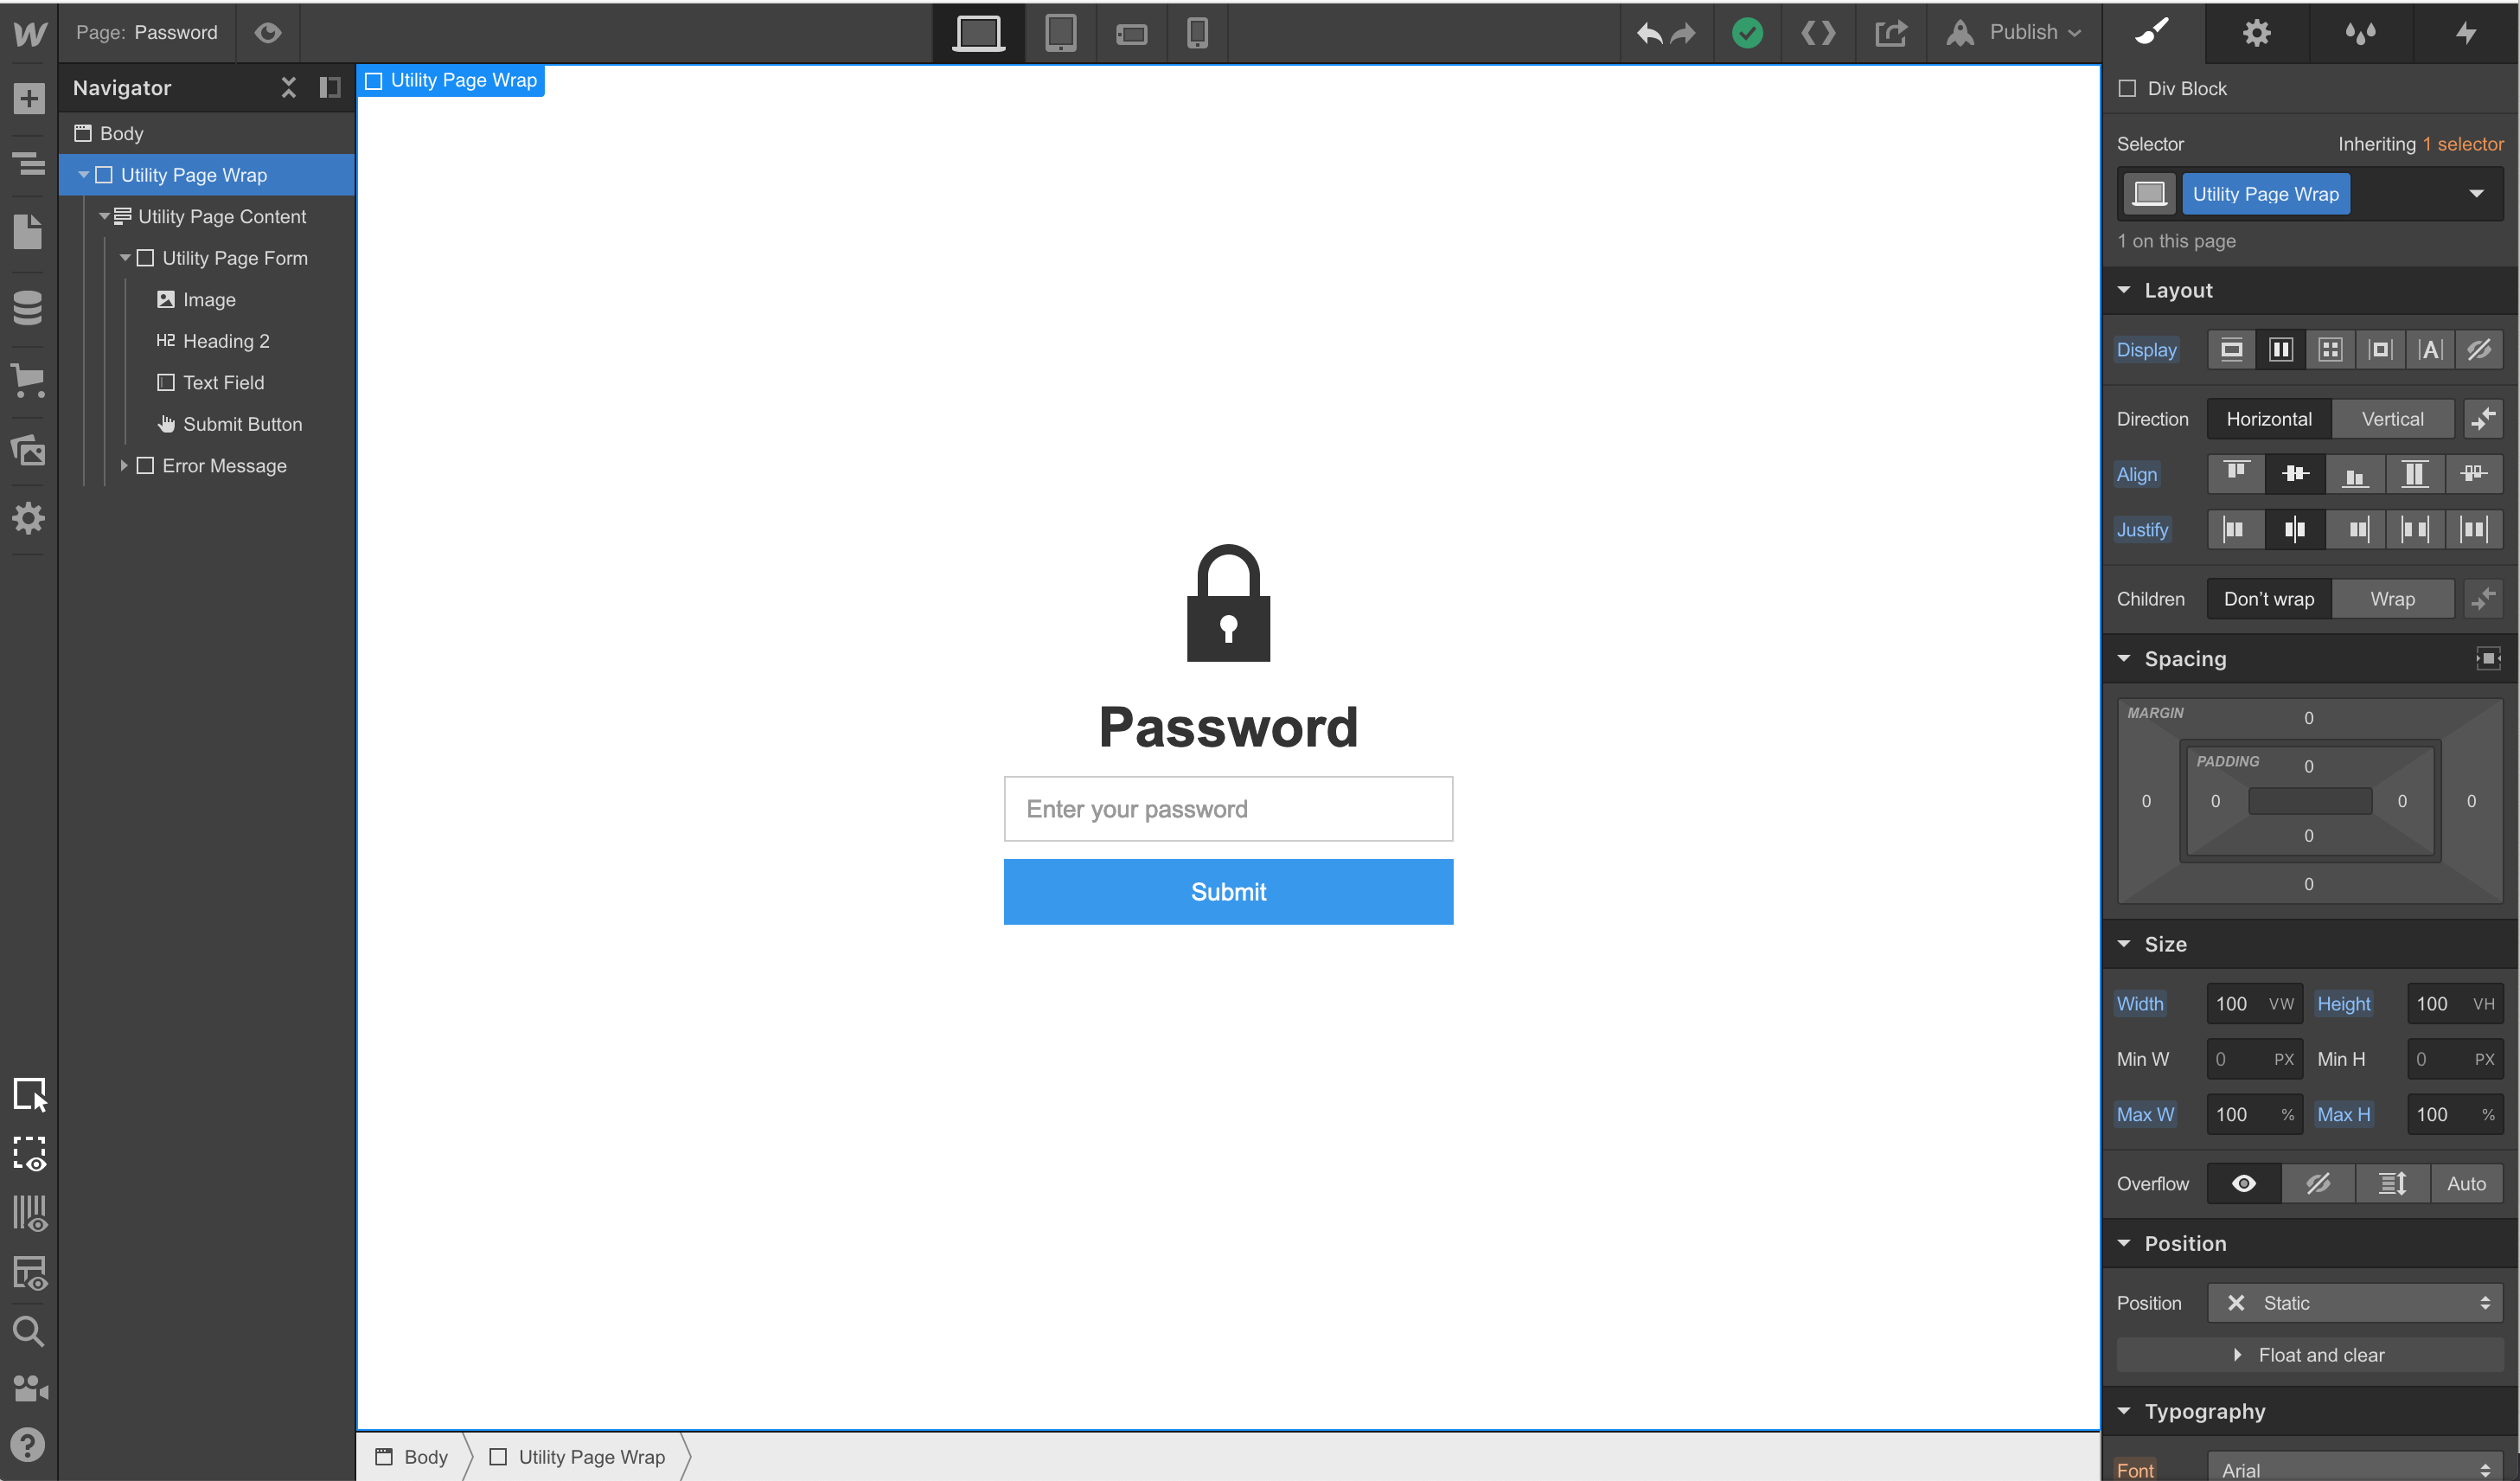 Page: Password
Publish
Navigator
Body
Utility Page Wrap
Utility Page Content
Utility Page Form
Image
H2 Heading 2
Text Field
Submit Button
Error Message
Utility Page Wrap
Password
Enter your password
Submit
Body
Utility Page Wrap
Div Block
Selector
Inheriting 1 selector
Utility Page Wrap
1 on this page
Layout
Display
A
Direction Horizontal Vertical
Align
Justify
Children Don’t wrap Wrap
Spacing
MARGIN 0
PADDING 0
0 0 0 0
0
0
Size
Width 100 VW Height 100 VH
Min W 0 PX Min H 0 PX
Max W 100 % Max H 100 %
Overflow Auto
Position
Position Static
Float and clear
Typography
Font Arial